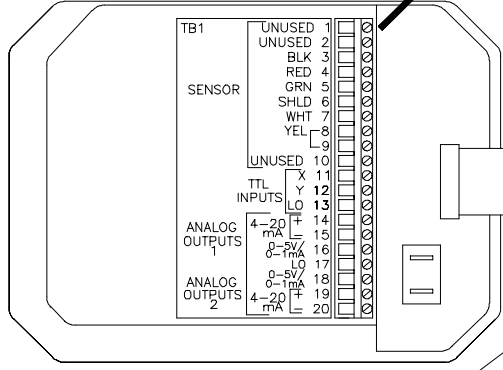 TB1
UNUSED 1
UNUSED 2
BLK 3
RED 4
SENSOR
GRN 5
SHLD 6
WHT 7
YEL 8
9
UNUSED 10
TTL INPUTS
X 11
Y 12
LO 13
ANALOG OUTPUTS 1
4-20 mA
+ 14
− 15
0-5V/ 0-1mA 16
LO 17
0-5V/ 0-1mA 18
ANALOG OUTPUTS 2
4-20 mA
+ 19
− 20